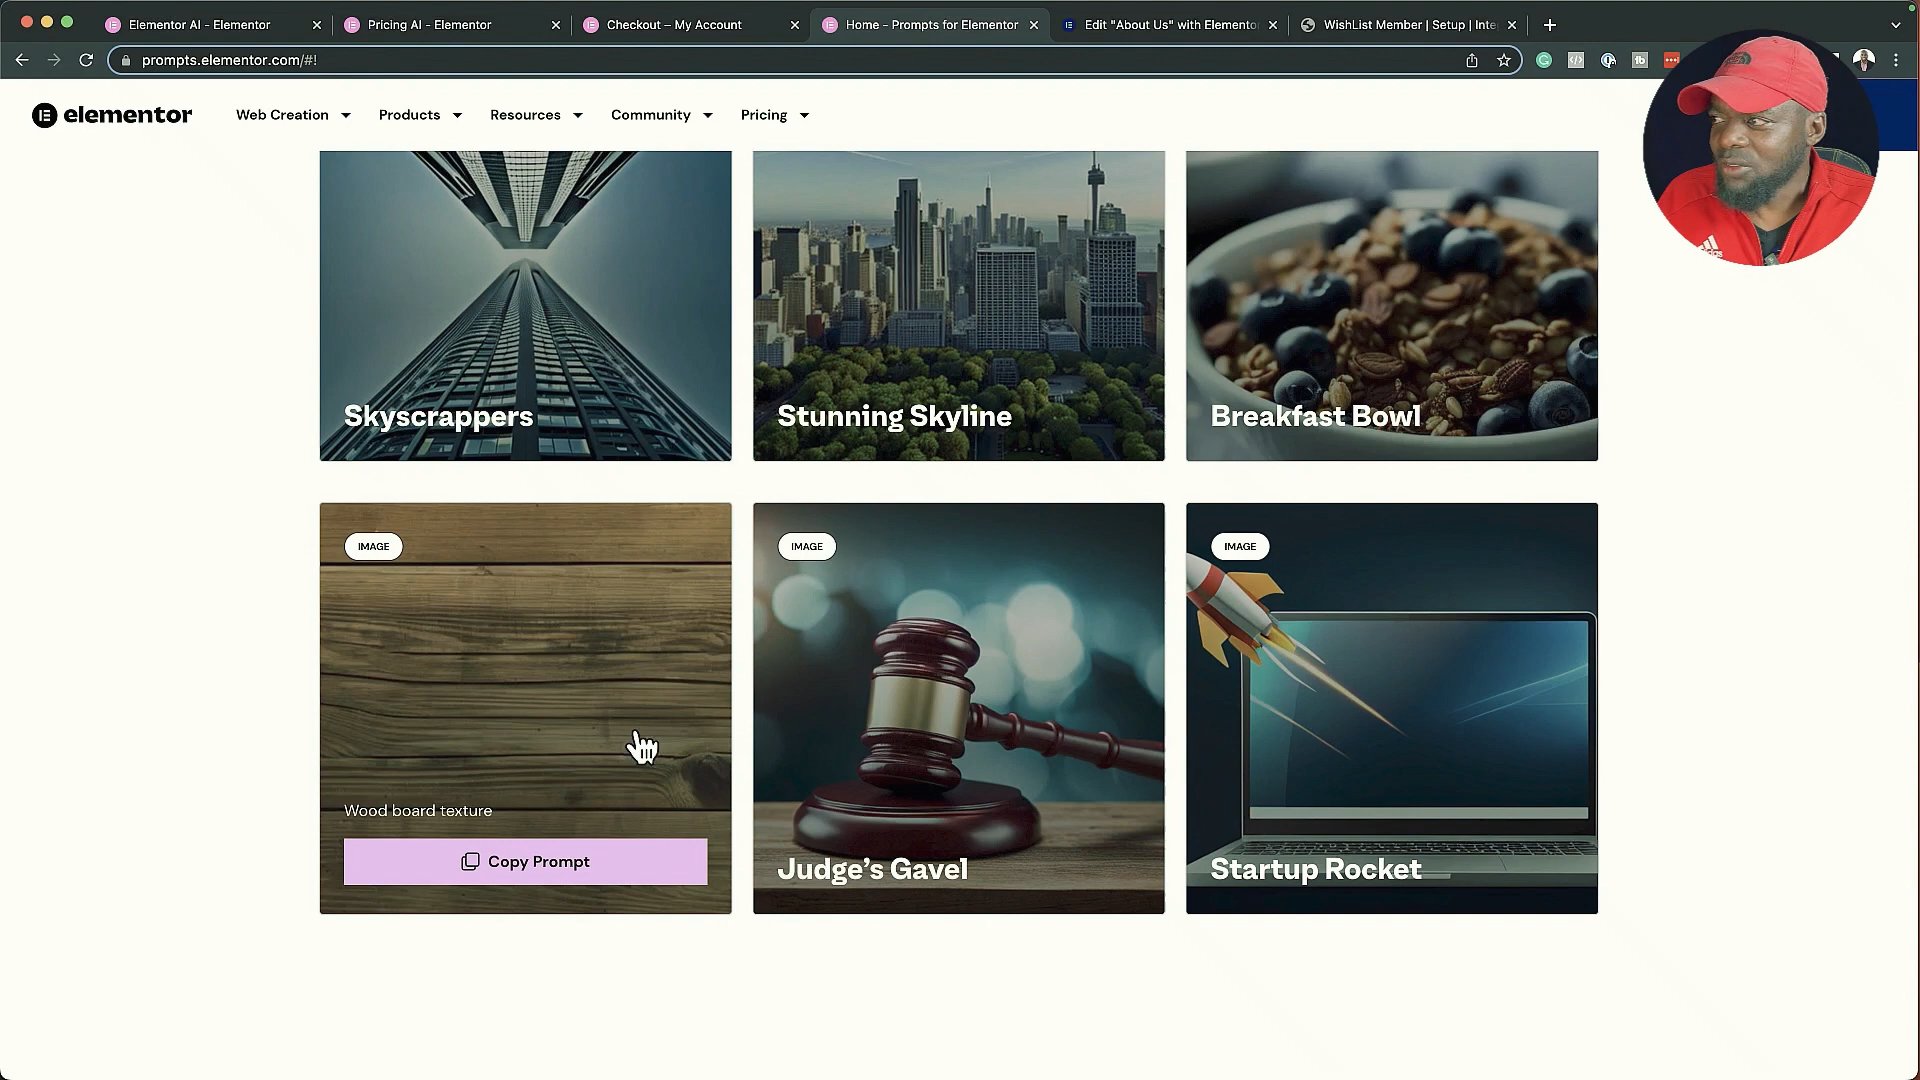 Elementor AI - Elementor
Pricing AI - Elementor
Checkout – My Account
Home - Prompts for Elementor
Edit "About Us" with Elemento
WishList Member | Setup | Inte
prompts.elementor.com/#!
elementor
Web Creation
Products
Resources
Community
Pricing
Skyscrappers
Stunning Skyline
Breakfast Bowl
IMAGE
IMAGE
IMAGE
Wood board texture
Copy Prompt
Judge's Gavel
Startup Rocket